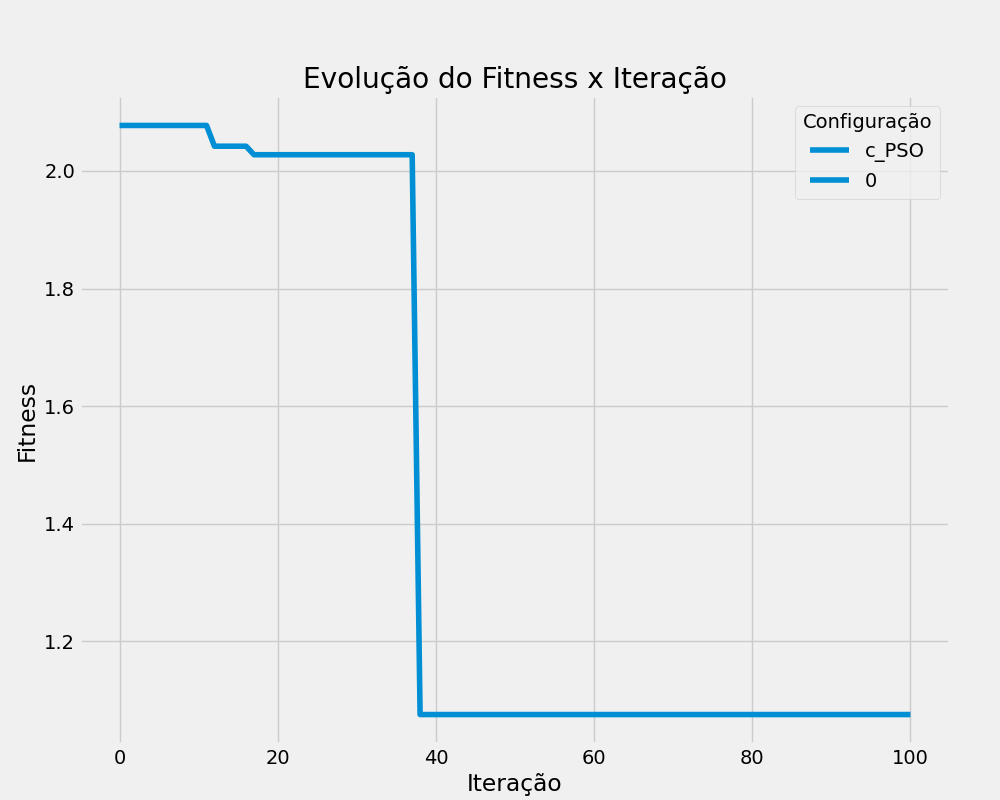 Evolução do Fitness x Iteração
Configuração
c_PSO
0
2.0
1.8
1.6
1.4
1.2
Fitness
0 20 40 60 80 100
Iteração